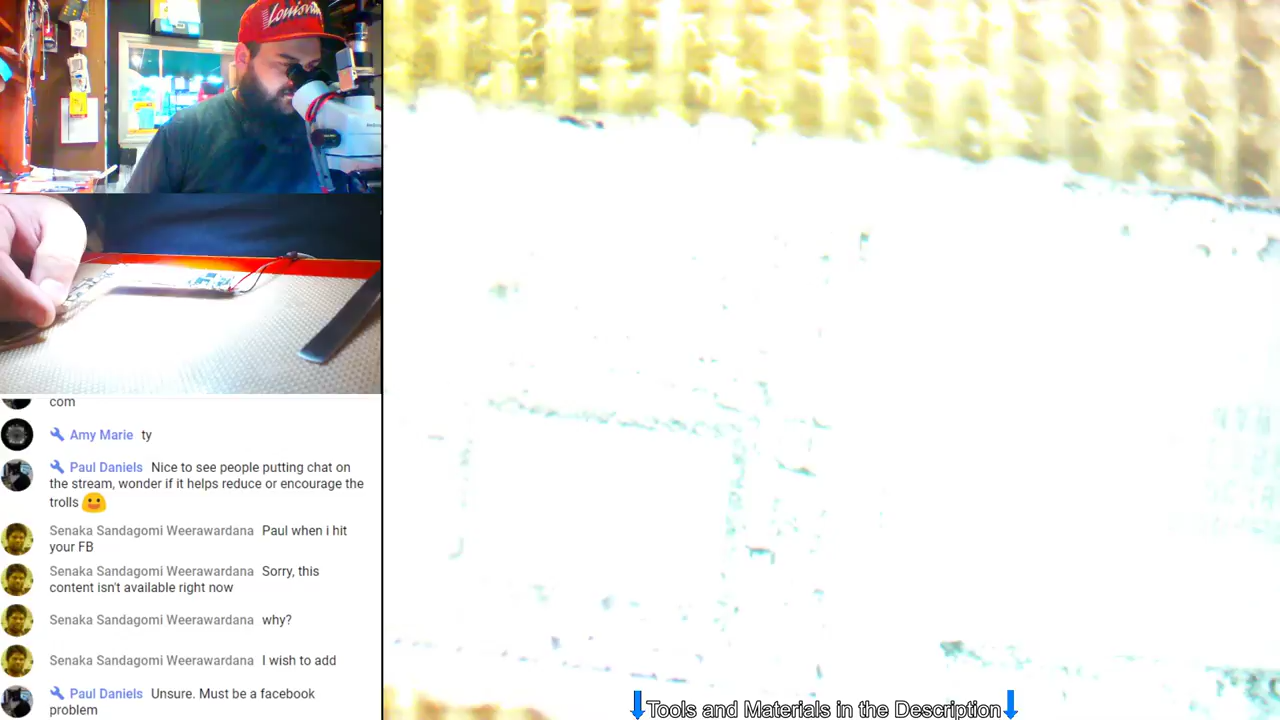 com
Amy Marie ty
Paul Daniels Nice to see people putting chat on
the stream, wonder if it helps reduce or encourage the
trolls
Senaka Sandagomi Weerawardana Paul when i hit
your FB
Senaka Sandagomi Weerawardana Sorry, this
content isn't available right now
Senaka Sandagomi Weerawardana why?
Senaka Sandagomi Weerawardana I wish to add
Paul Daniels Unsure. Must be a facebook
problem
Tools and Materials in the Description